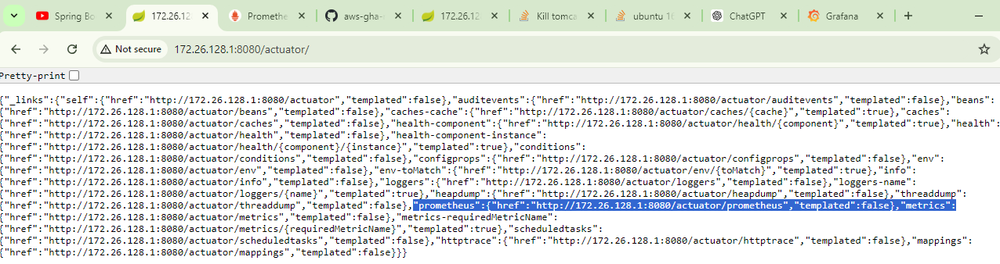 Spring Bo
172.26.12
Promethe
aws-gha-
172.26.12
Kill tomca
ubuntu 16
ChatGPT
Grafana
Not secure
172.26.128.1:8080/actuator/
Pretty-print
{"_links":{"self":{"href":"http://172.26.128.1:8080/actuator","templated":false},"auditevents":{"href":"http://172.26.128.1:8080/actuator/auditevents","templated":false},"beans":
{"href":"http://172.26.128.1:8080/actuator/beans","templated":false},"caches-cache":{"href":"http://172.26.128.1:8080/actuator/caches/{cache}","templated":true},"caches":
{"href":"http://172.26.128.1:8080/actuator/caches","templated":false},"health-component":{"href":"http://172.26.128.1:8080/actuator/health/{component}","templated":true},"health":
{"href":"http://172.26.128.1:8080/actuator/health","templated":false},"health-component-instance":
{"href":"http://172.26.128.1:8080/actuator/health/{component}/{instance}","templated":true},"conditions":
{"href":"http://172.26.128.1:8080/actuator/conditions","templated":false},"configprops":{"href":"http://172.26.128.1:8080/actuator/configprops","templated":false},"env":
{"href":"http://172.26.128.1:8080/actuator/env","templated":false},"env-toMatch":{"href":"http://172.26.128.1:8080/actuator/env/{toMatch}","templated":true},"info":
{"href":"http://172.26.128.1:8080/actuator/info","templated":false},"loggers":{"href":"http://172.26.128.1:8080/actuator/loggers","templated":false},"loggers-name":
{"href":"http://172.26.128.1:8080/actuator/loggers/{name}","templated":true},"heapdump":{"href":"http://172.26.128.1:8080/actuator/heapdump","templated":false},"threaddump":
{"href":"http://172.26.128.1:8080/actuator/threaddump","templated":false},"prometheus":{"href":"http://172.26.128.1:8080/actuator/prometheus","templated":false},"metrics":
{"href":"http://172.26.128.1:8080/actuator/metrics","templated":false},"metrics-requiredMetricName":
{"href":"http://172.26.128.1:8080/actuator/metrics/{requiredMetricName}","templated":true},"scheduledtasks":
{"href":"http://172.26.128.1:8080/actuator/scheduledtasks","templated":false},"httptrace":{"href":"http://172.26.128.1:8080/actuator/httptrace","templated":false},"mappings":
{"href":"http://172.26.128.1:8080/actuator/mappings","templated":false}}}